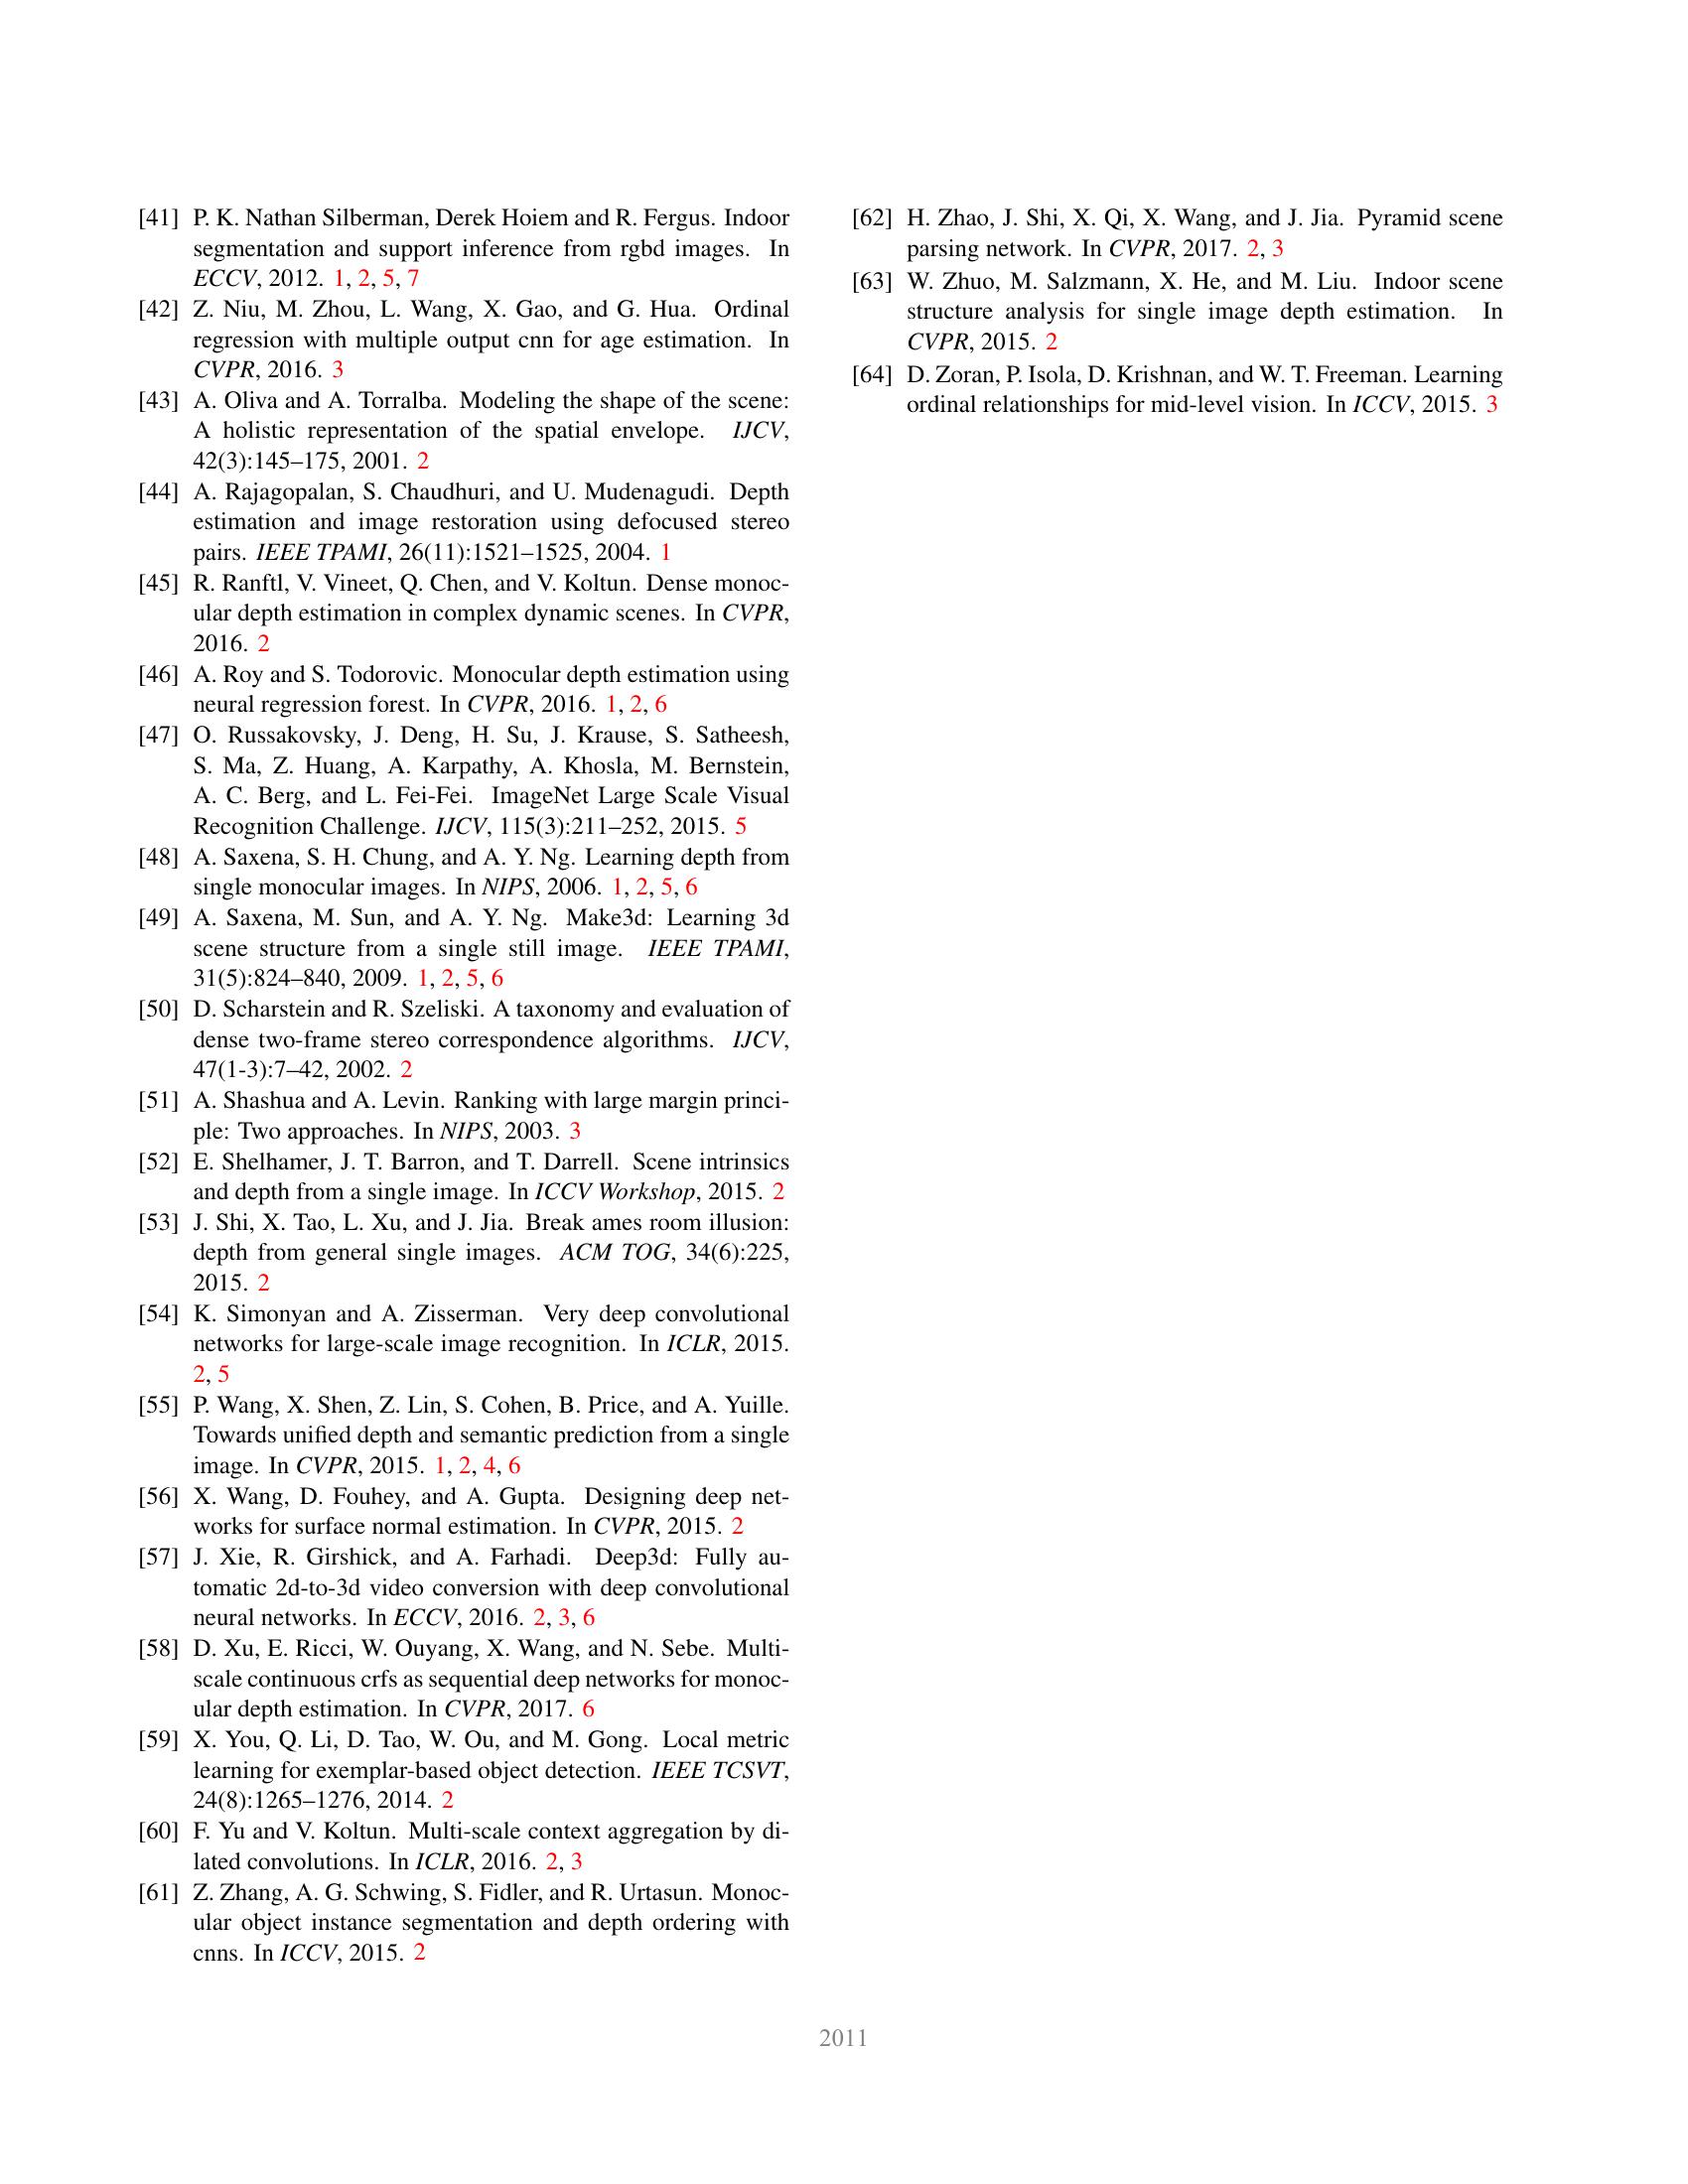 [41] P. K. Nathan Silberman, Derek Hoiem and R. Fergus. Indoor
segmentation and support inference from rgbd images. In
ECCV, 2012. 1, 2, 5, 7
[42] Z. Niu, M. Zhou, L. Wang, X. Gao, and G. Hua. Ordinal
regression with multiple output cnn for age estimation. In
CVPR, 2016. 3
[43] A. Oliva and A. Torralba. Modeling the shape of the scene:
A holistic representation of the spatial envelope. IJCV,
42(3):145–175, 2001. 2
[44] A. Rajagopalan, S. Chaudhuri, and U. Mudenagudi. Depth
estimation and image restoration using defocused stereo
pairs. IEEE TPAMI, 26(11):1521–1525, 2004. 1
[45] R. Ranftl, V. Vineet, Q. Chen, and V. Koltun. Dense monoc-
ular depth estimation in complex dynamic scenes. In CVPR,
2016. 2
[46] A. Roy and S. Todorovic. Monocular depth estimation using
neural regression forest. In CVPR, 2016. 1, 2, 6
[47] O. Russakovsky, J. Deng, H. Su, J. Krause, S. Satheesh,
S. Ma, Z. Huang, A. Karpathy, A. Khosla, M. Bernstein,
A. C. Berg, and L. Fei-Fei. ImageNet Large Scale Visual
Recognition Challenge. IJCV, 115(3):211–252, 2015. 5
[48] A. Saxena, S. H. Chung, and A. Y. Ng. Learning depth from
single monocular images. In NIPS, 2006. 1, 2, 5, 6
[49] A. Saxena, M. Sun, and A. Y. Ng. Make3d: Learning 3d
scene structure from a single still image. IEEE TPAMI,
31(5):824–840, 2009. 1, 2, 5, 6
[50] D. Scharstein and R. Szeliski. A taxonomy and evaluation of
dense two-frame stereo correspondence algorithms. IJCV,
47(1-3):7–42, 2002. 2
[51] A. Shashua and A. Levin. Ranking with large margin princi-
ple: Two approaches. In NIPS, 2003. 3
[52] E. Shelhamer, J. T. Barron, and T. Darrell. Scene intrinsics
and depth from a single image. In ICCV Workshop, 2015. 2
[53] J. Shi, X. Tao, L. Xu, and J. Jia. Break ames room illusion:
depth from general single images. ACM TOG, 34(6):225,
2015. 2
[54] K. Simonyan and A. Zisserman. Very deep convolutional
networks for large-scale image recognition. In ICLR, 2015.
2, 5
[55] P. Wang, X. Shen, Z. Lin, S. Cohen, B. Price, and A. Yuille.
Towards unified depth and semantic prediction from a single
image. In CVPR, 2015. 1, 2, 4, 6
[56] X. Wang, D. Fouhey, and A. Gupta. Designing deep net-
works for surface normal estimation. In CVPR, 2015. 2
[57] J. Xie, R. Girshick, and A. Farhadi. Deep3d: Fully au-
tomatic 2d-to-3d video conversion with deep convolutional
neural networks. In ECCV, 2016. 2, 3, 6
[58] D. Xu, E. Ricci, W. Ouyang, X. Wang, and N. Sebe. Multi-
scale continuous crfs as sequential deep networks for monoc-
ular depth estimation. In CVPR, 2017. 6
[59] X. You, Q. Li, D. Tao, W. Ou, and M. Gong. Local metric
learning for exemplar-based object detection. IEEE TCSVT,
24(8):1265–1276, 2014. 2
[60] F. Yu and V. Koltun. Multi-scale context aggregation by di-
lated convolutions. In ICLR, 2016. 2, 3
[61] Z. Zhang, A. G. Schwing, S. Fidler, and R. Urtasun. Monoc-
ular object instance segmentation and depth ordering with
cnns. In ICCV, 2015. 2
[62] H. Zhao, J. Shi, X. Qi, X. Wang, and J. Jia. Pyramid scene
parsing network. In CVPR, 2017. 2, 3
[63] W. Zhuo, M. Salzmann, X. He, and M. Liu. Indoor scene
structure analysis for single image depth estimation. In
CVPR, 2015. 2
[64] D. Zoran, P. Isola, D. Krishnan, and W. T. Freeman. Learning
ordinal relationships for mid-level vision. In ICCV, 2015. 3
2011